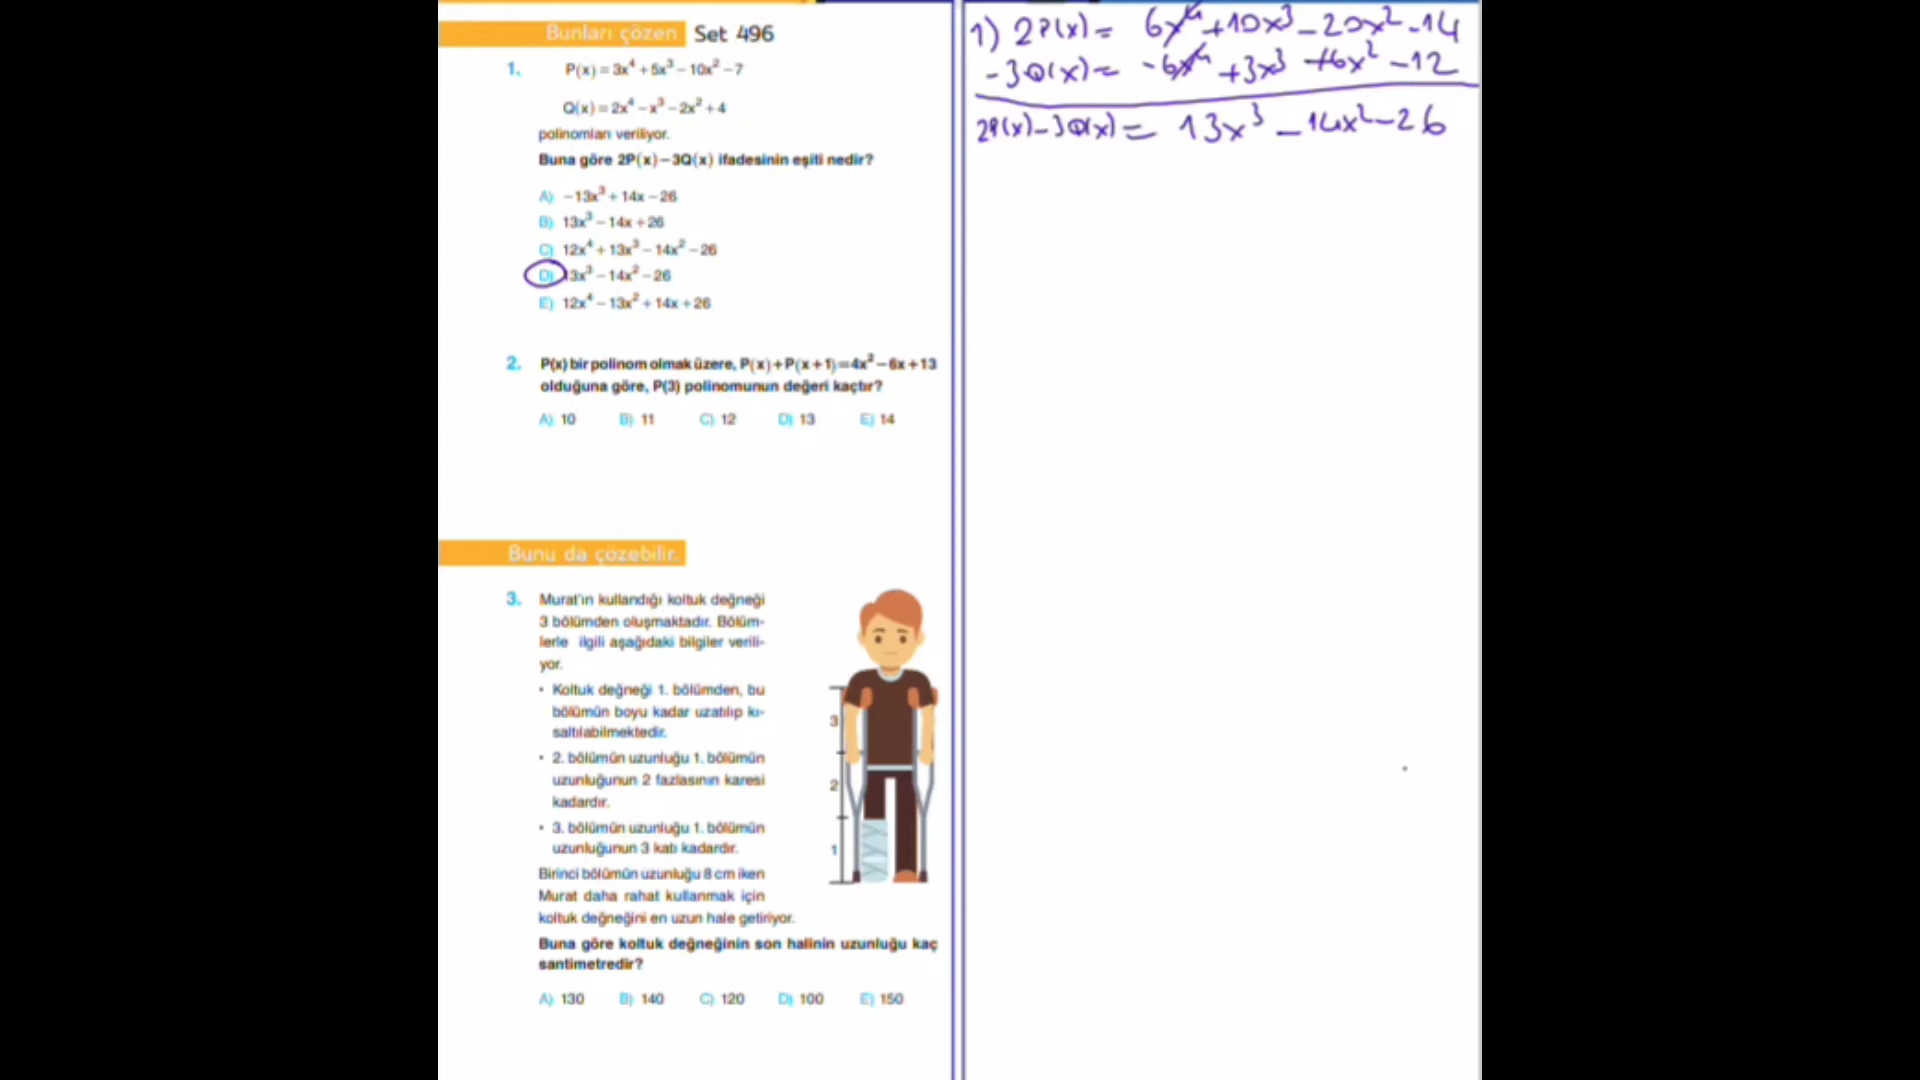 Bunları çözen Set 496
1. P(x) = 3x⁴ + 5x³ − 10x² − 7
Q(x) = 2x⁴ − x³ − 2x² + 4
polinomları veriliyor.
Buna göre 2P(x) − 3Q(x) ifadesinin eşiti nedir?
A) −13x³ + 14x − 26
B) 13x³ − 14x + 26
C) 12x⁴ + 13x³ − 14x² − 26
D) 13x³ − 14x² − 26
E) 12x⁴ − 13x² + 14x + 26
2. P(x) bir polinom olmak üzere, P(x) + P(x + 1) = 4x² − 6x + 13
olduğuna göre, P(3) polinomunun değeri kaçtır?
A) 10 B) 11 C) 12 D) 13 E) 14
Bunu da çözebilir.
3. Murat'ın kullandığı koltuk değneği
3 bölümden oluşmaktadır. Bölüm-
lerle ilgili aşağıdaki bilgiler verili-
yor.
• Koltuk değneği 1. bölümden, bu
bölümün boyu kadar uzatılıp kı-
saltılabilmektedir.
• 2. bölümün uzunluğu 1. bölümün
uzunluğunun 2 fazlasının karesi
kadardır.
• 3. bölümün uzunluğu 1. bölümün
uzunluğunun 3 katı kadardır.
Birinci bölümün uzunluğu 8 cm iken
Murat daha rahat kullanmak için
koltuk değneğini en uzun hale getiriyor.
Buna göre koltuk değneğinin son halinin uzunluğu kaç
santimetredir?
A) 130 B) 140 C) 120 D) 100 E) 150
3
2
1
1) 2P(x) = 6x⁴ + 10x³ − 20x² − 14
−3Q(x) = −6x⁴ + 3x³ +6x² − 12
2P(x) − 3Q(x) = 13x³ − 14x² − 26